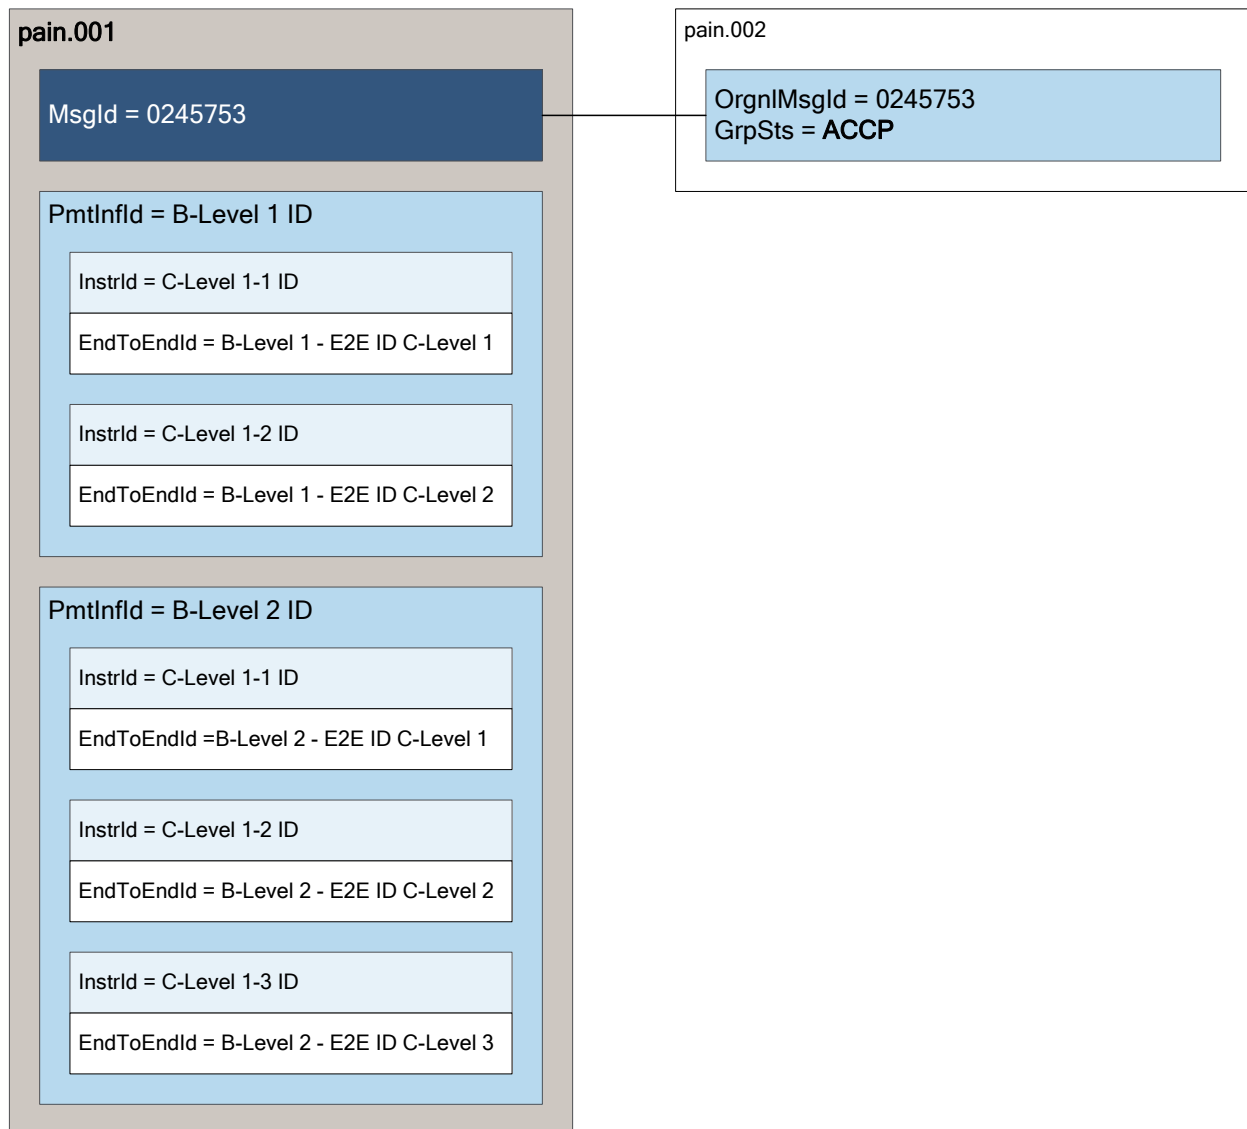 pain.001
MsgId = 0245753
PmtInfId = B-Level 1 ID
InstrId = C-Level 1-1 ID
EndToEndId = B-Level 1 - E2E ID C-Level 1
InstrId = C-Level 1-2 ID
EndToEndId = B-Level 1 - E2E ID C-Level 2
PmtInfId = B-Level 2 ID
InstrId = C-Level 1-1 ID
EndToEndId =B-Level 2 - E2E ID C-Level 1
InstrId = C-Level 1-2 ID
EndToEndId = B-Level 2 - E2E ID C-Level 2
InstrId = C-Level 1-3 ID
EndToEndId = B-Level 2 - E2E ID C-Level 3
pain.002
OrgnlMsgId = 0245753
GrpSts = ACCP